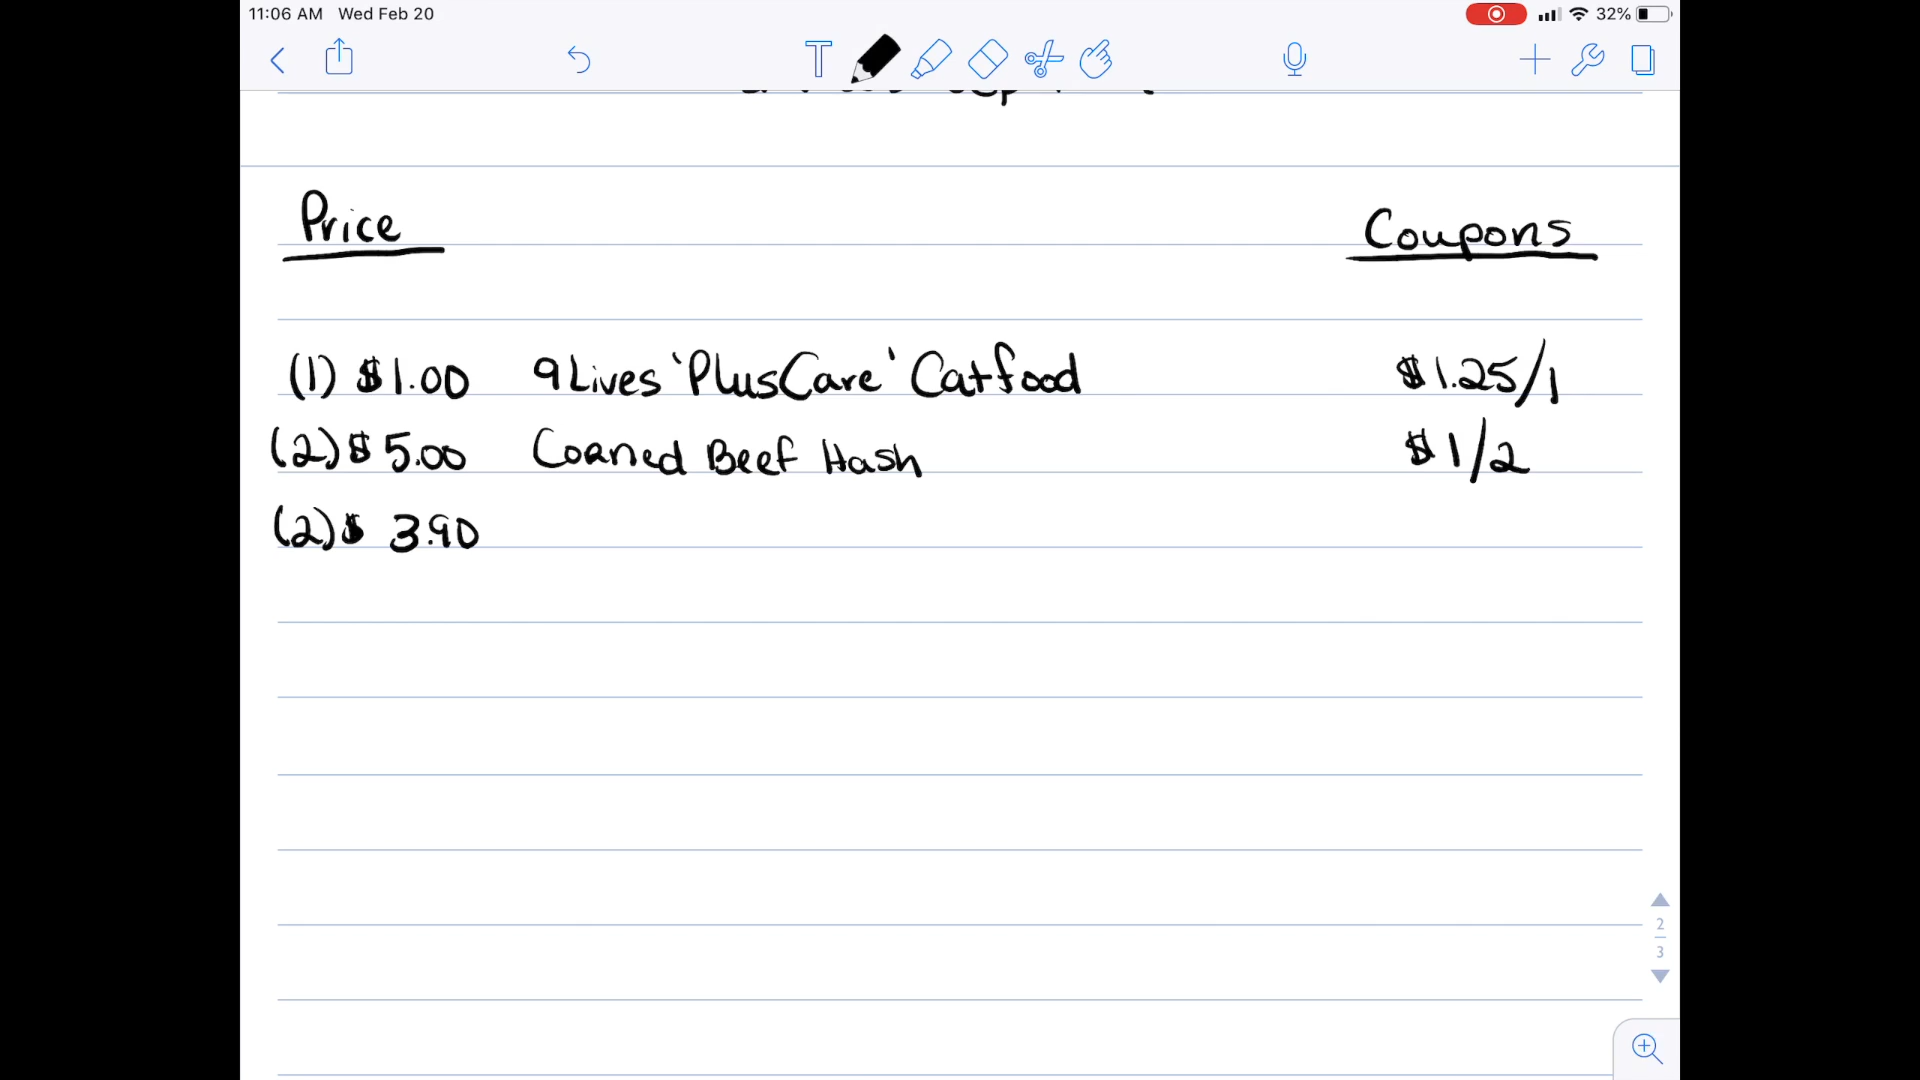 11:06 AM Wed Feb 20 32%
Price Coupons
(1) $1.00 9Lives 'PlusCare' Catfood $1.25/1
(2) $5.00 Corned Beef Hash $1/2
(2) $ 3.90
2
3